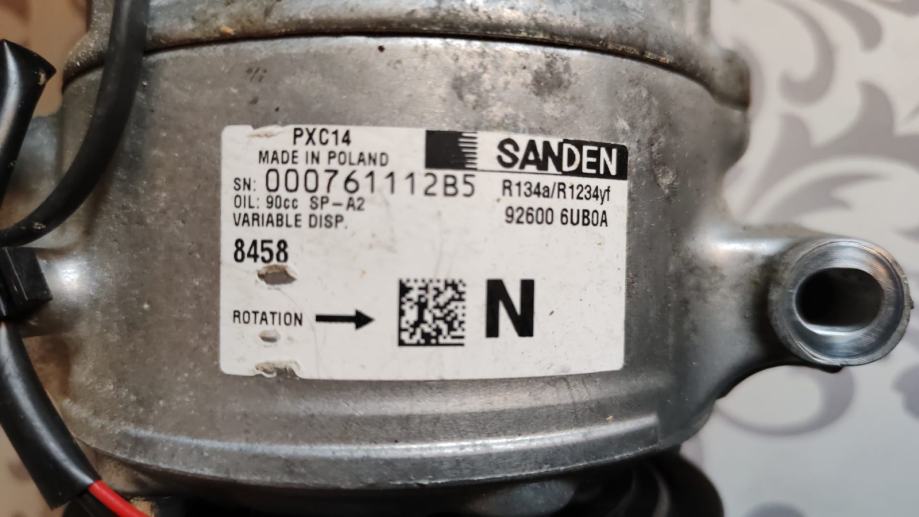 PXC14
MADE IN POLAND
SANDEN
SN: 000761112B5
R134a/R1234yf
OIL: 90cc SP-A2
92600 6UB0A
VARIABLE DISP.
8458
ROTATION
N